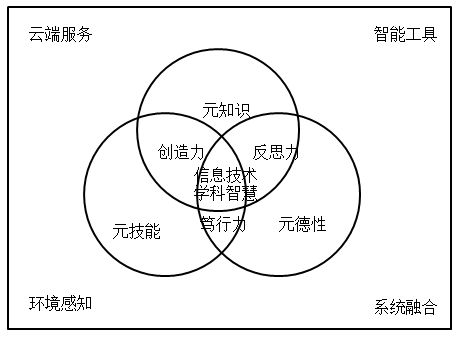 云端服务
智能工具
元知识
创造力
反思力
信息技术
学科智慧
元技能
笃行力
元德性
环境感知
系统融合